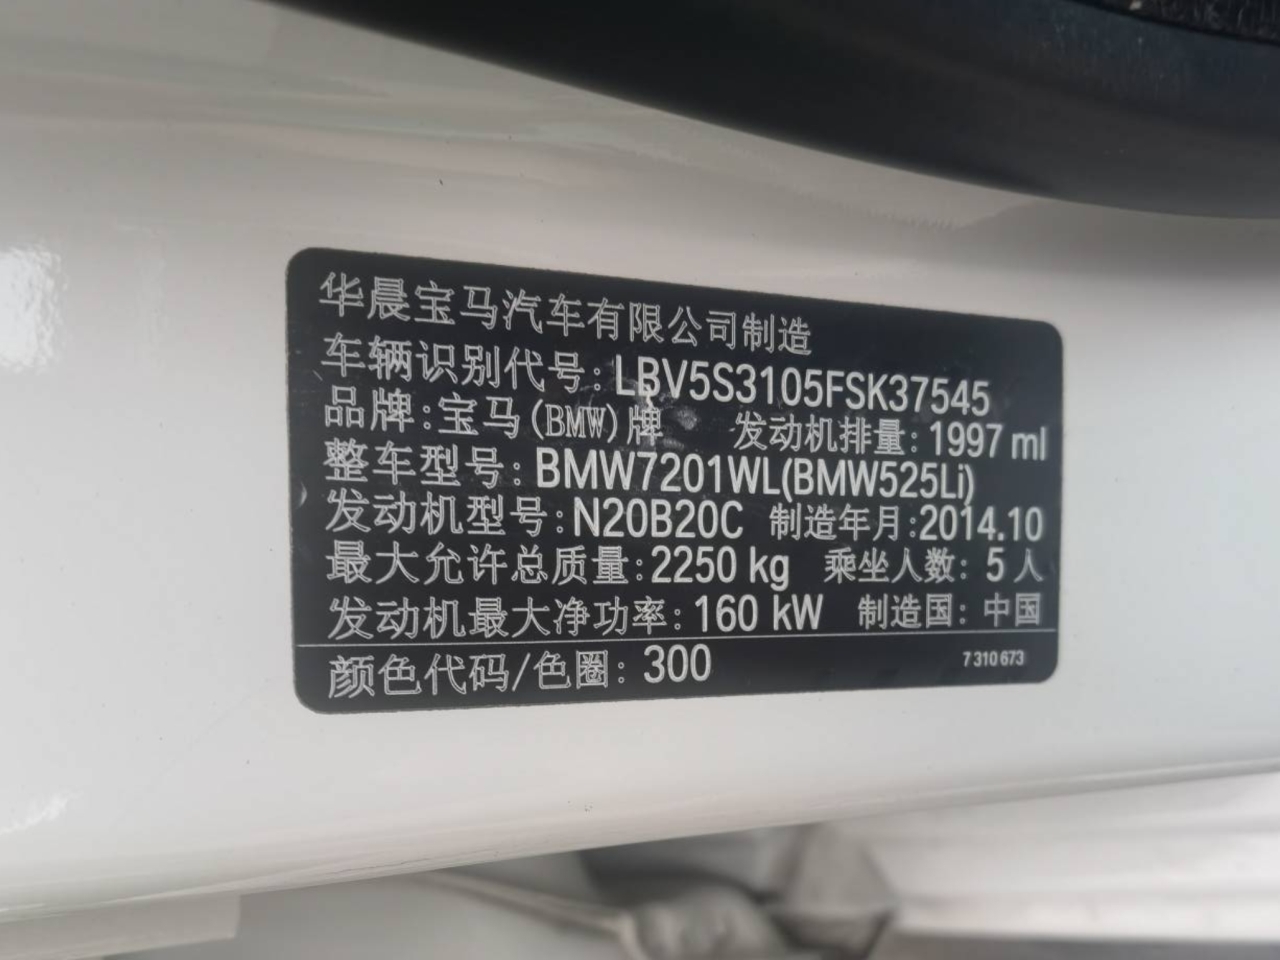 华晨宝马汽车有限公司制造
车辆识别代号：LBV5S3105FSK37545
品牌：宝马(BMW)牌 发动机排量：1997 ml
整车型号：BMW7201WL(BMW525Li)
发动机型号：N20B20C 制造年月：2014.10
最大允许总质量：2250 kg 乘坐人数：5 人
发动机最大净功率：160 kW 制造国：中国
颜色代码/色圈：300 7 310 673